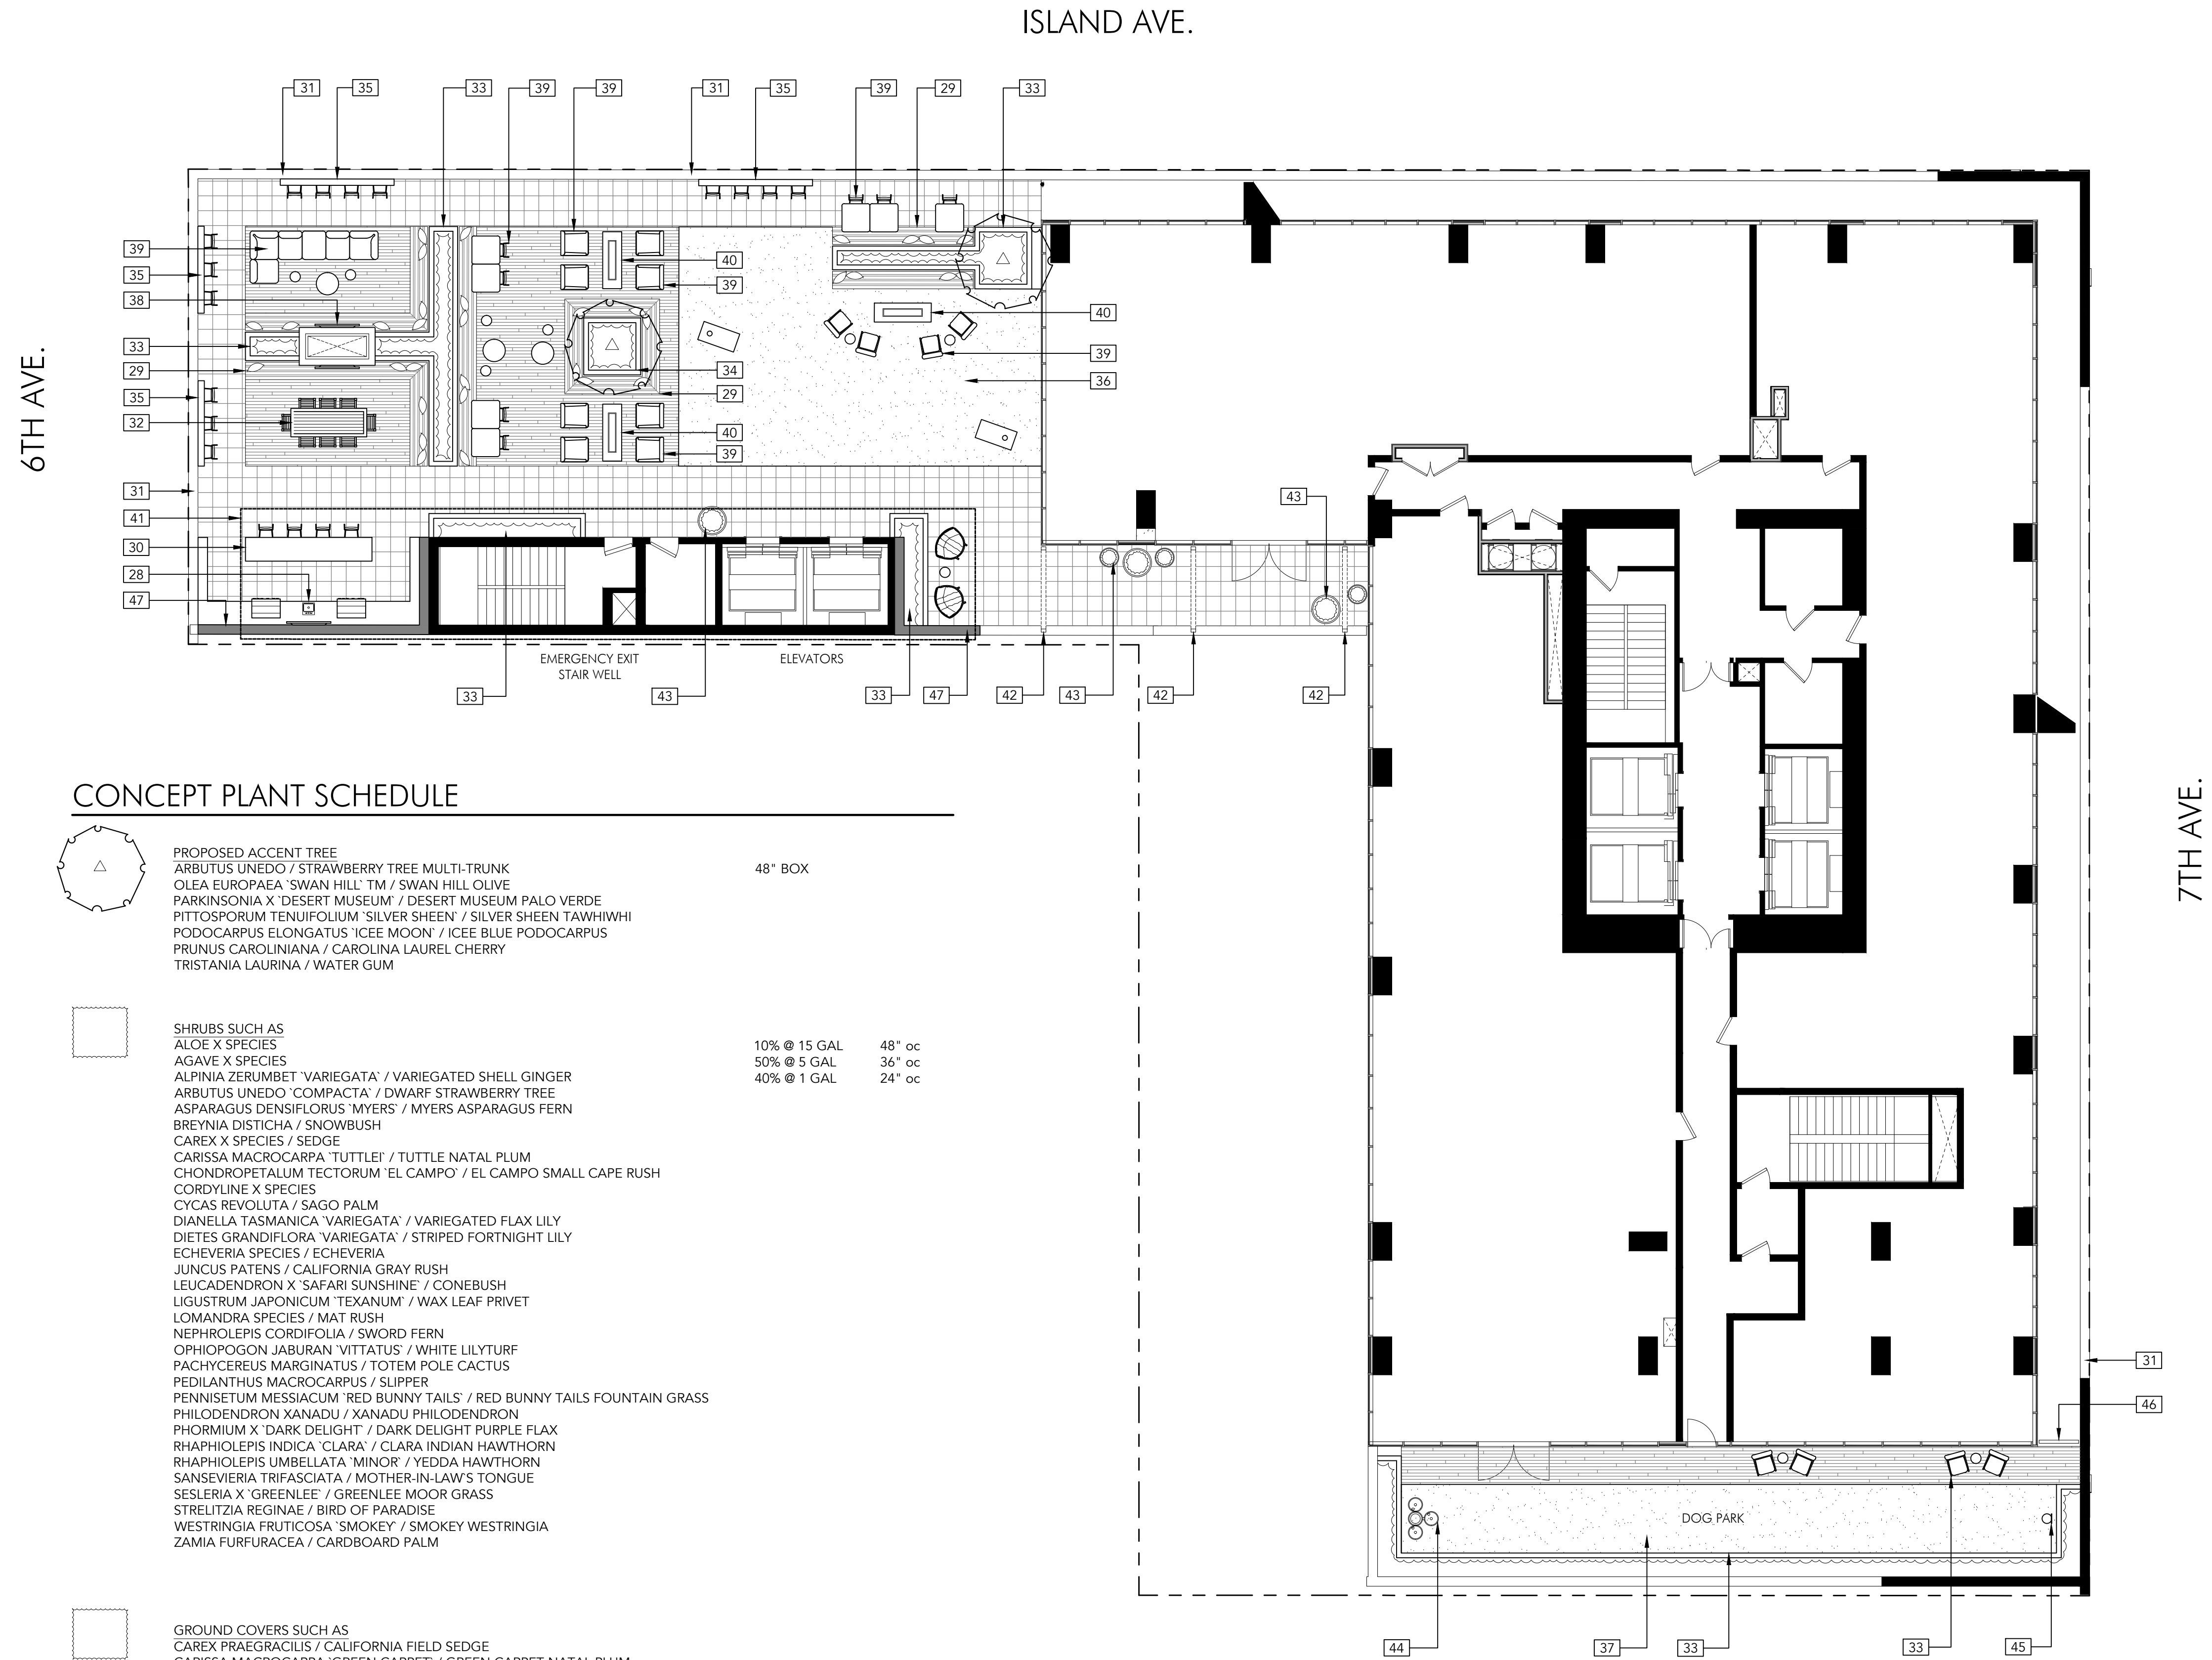 ISLAND AVE.
31
35
33
39
39
31
35
39
29
33
39
35
38
33
29
35
32
31
41
30
28
47
40
39
34
29
40
39
40
39
36
43
6TH AVE.
7TH AVE.
EMERGENCY EXIT
STAIR WELL
ELEVATORS
33
43
33
47
42
43
42
42
CONCEPT PLANT SCHEDULE
PROPOSED ACCENT TREE
ARBUTUS UNEDO / STRAWBERRY TREE MULTI-TRUNK 48" BOX
OLEA EUROPAEA `SWAN HILL` TM / SWAN HILL OLIVE
PARKINSONIA X `DESERT MUSEUM` / DESERT MUSEUM PALO VERDE
PITTOSPORUM TENUIFOLIUM `SILVER SHEEN` / SILVER SHEEN TAWHIWHI
PODOCARPUS ELONGATUS `ICEE MOON` / ICEE BLUE PODOCARPUS
PRUNUS CAROLINIANA / CAROLINA LAUREL CHERRY
TRISTANIA LAURINA / WATER GUM
SHRUBS SUCH AS
ALOE X SPECIES 10% @ 15 GAL 48" oc
AGAVE X SPECIES 50% @ 5 GAL 36" oc
ALPINIA ZERUMBET `VARIEGATA` / VARIEGATED SHELL GINGER 40% @ 1 GAL 24" oc
ARBUTUS UNEDO `COMPACTA` / DWARF STRAWBERRY TREE
ASPARAGUS DENSIFLORUS `MYERS` / MYERS ASPARAGUS FERN
BREYNIA DISTICHA / SNOWBUSH
CAREX X SPECIES / SEDGE
CARISSA MACROCARPA `TUTTLEI` / TUTTLE NATAL PLUM
CHONDROPETALUM TECTORUM `EL CAMPO` / EL CAMPO SMALL CAPE RUSH
CORDYLINE X SPECIES
CYCAS REVOLUTA / SAGO PALM
DIANELLA TASMANICA `VARIEGATA` / VARIEGATED FLAX LILY
DIETES GRANDIFLORA `VARIEGATA` / STRIPED FORTNIGHT LILY
ECHEVERIA SPECIES / ECHEVERIA
JUNCUS PATENS / CALIFORNIA GRAY RUSH
LEUCADENDRON X `SAFARI SUNSHINE` / CONEBUSH
LIGUSTRUM JAPONICUM `TEXANUM` / WAX LEAF PRIVET
LOMANDRA SPECIES / MAT RUSH
NEPHROLEPIS CORDIFOLIA / SWORD FERN
OPHIOPOGON JABURAN `VITTATUS` / WHITE LILYTURF
PACHYCEREUS MARGINATUS / TOTEM POLE CACTUS
PEDILANTHUS MACROCARPUS / SLIPPER
PENNISETUM MESSIACUM `RED BUNNY TAILS` / RED BUNNY TAILS FOUNTAIN GRASS
PHILODENDRON XANADU / XANADU PHILODENDRON
PHORMIUM X `DARK DELIGHT` / DARK DELIGHT PURPLE FLAX
RHAPHIOLEPIS INDICA `CLARA` / CLARA INDIAN HAWTHORN
RHAPHIOLEPIS UMBELLATA `MINOR` / YEDDA HAWTHORN
SANSEVIERIA TRIFASCIATA / MOTHER-IN-LAW`S TONGUE
SESLERIA X `GREENLEE` / GREENLEE MOOR GRASS
STRELITZIA REGINAE / BIRD OF PARADISE
WESTRINGIA FRUTICOSA `SMOKEY` / SMOKEY WESTRINGIA
ZAMIA FURFURACEA / CARDBOARD PALM
GROUND COVERS SUCH AS
CAREX PRAEGRACILIS / CALIFORNIA FIELD SEDGE
CARISSA MACROCARPA `GREEN CARPET` / GREEN CARPET NATAL PLUM
31
46
DOG PARK
44
37
33
33
45